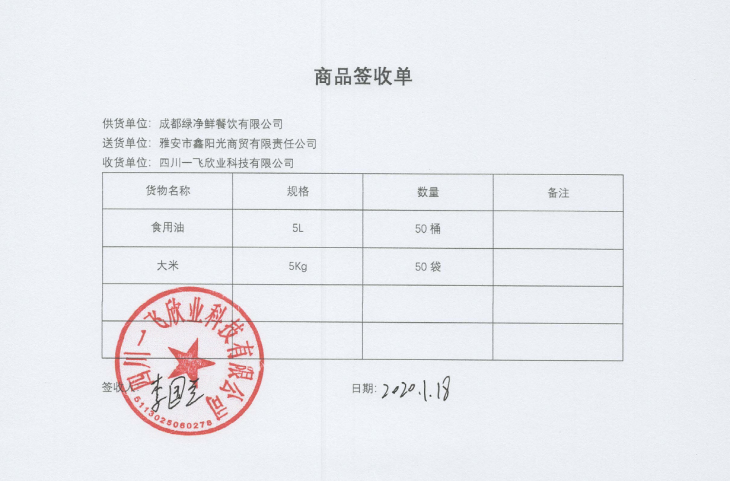 商品签收单
供货单位：成都绿净鲜餐饮有限公司
送货单位：雅安市鑫阳光商贸有限责任公司
收货单位：四川一飞欣业科技有限公司
货物名称 规格 数量 备注
食用油 5L 50 桶
大米 5Kg 50 袋
四川一飞欣业科技有限公司
5113025060278
签收人 李国
日期：2020.1.18